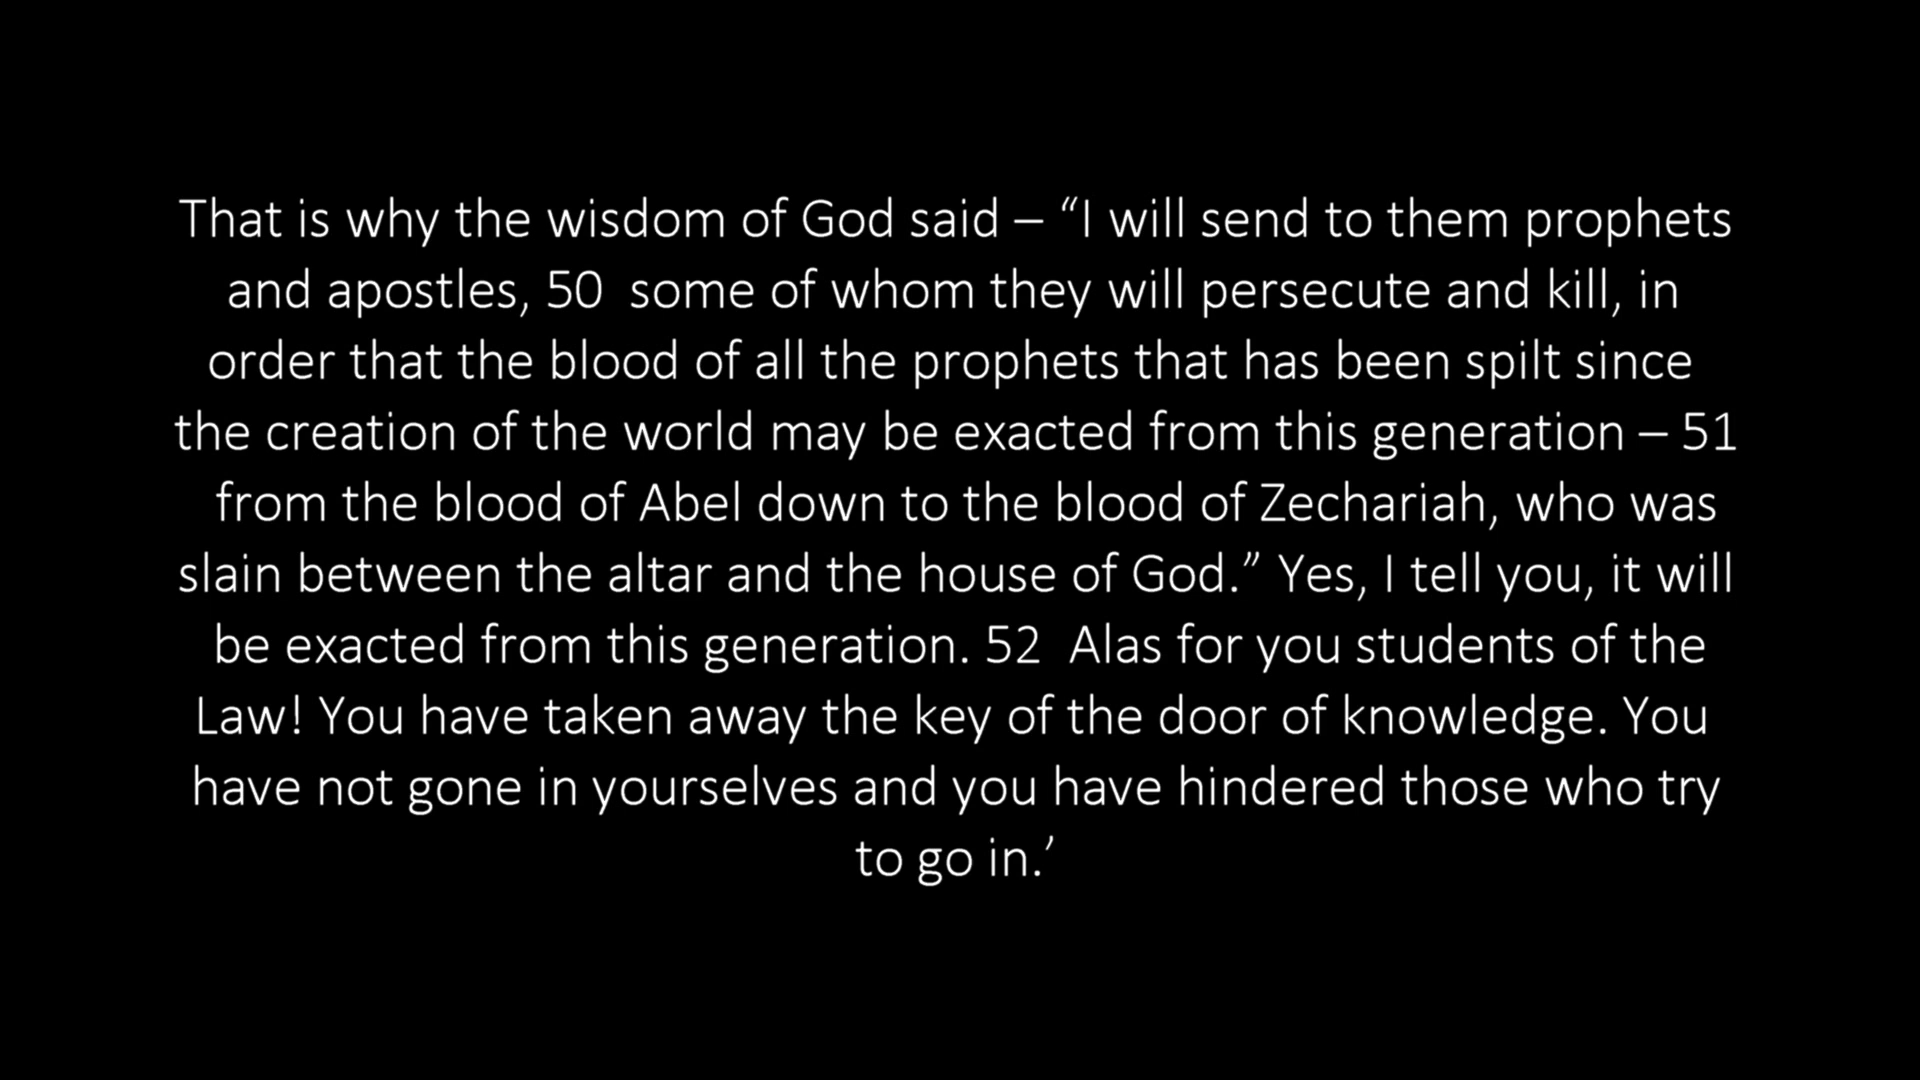 That is why the wisdom of God said – “I will send to them prophets
and apostles, 50  some of whom they will persecute and kill, in
order that the blood of all the prophets that has been spilt since
the creation of the world may be exacted from this generation – 51
from the blood of Abel down to the blood of Zechariah, who was
slain between the altar and the house of God.” Yes, I tell you, it will
be exacted from this generation. 52  Alas for you students of the
Law! You have taken away the key of the door of knowledge. You
have not gone in yourselves and you have hindered those who try
to go in.’